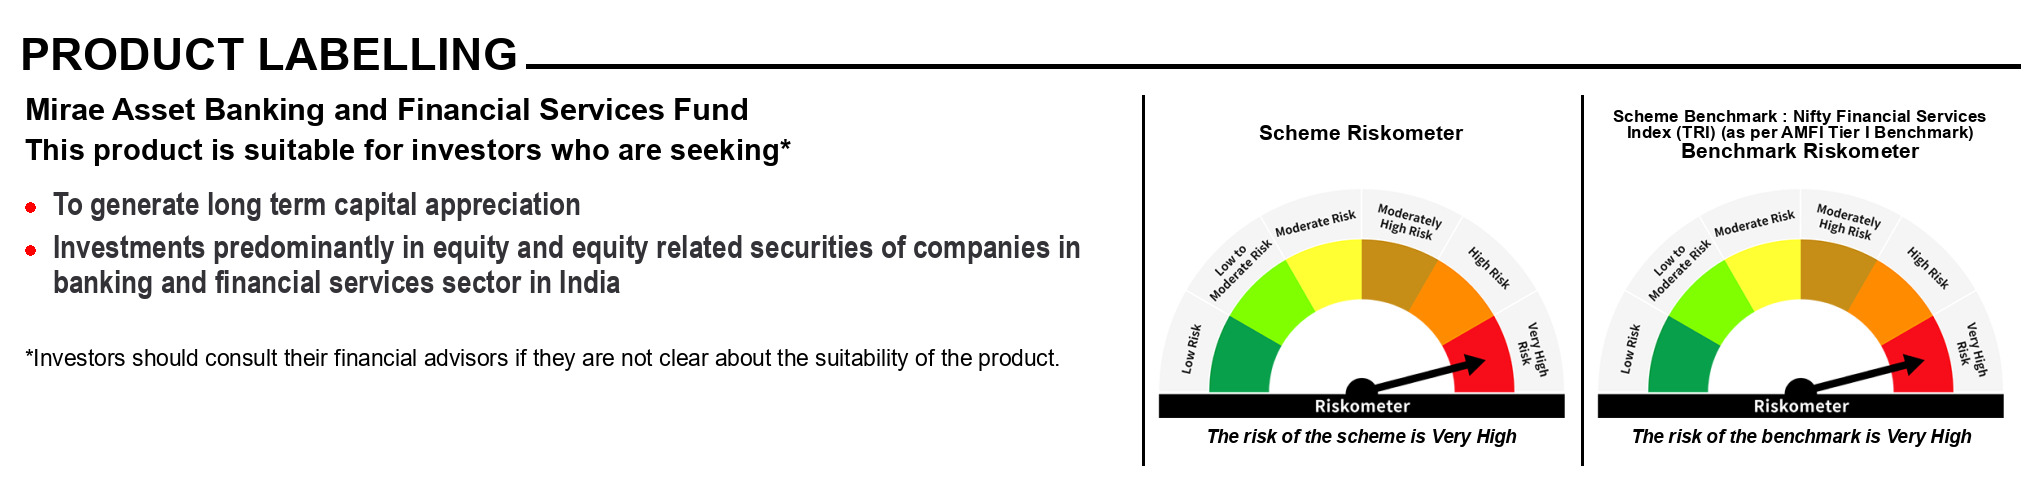 PRODUCT LABELLING
Mirae Asset Banking and Financial Services Fund
This product is suitable for investors who are seeking*
• To generate long term capital appreciation
• Investments predominantly in equity and equity related securities of companies in
banking and financial services sector in India
*Investors should consult their financial advisors if they are not clear about the suitability of the product.
Scheme Riskometer
Low Risk
Low to
Moderate Risk
Moderate Risk
Moderately
High Risk
High Risk
Very High
Risk
Riskometer
The risk of the scheme is Very High
Scheme Benchmark : Nifty Financial Services
Index (TRI) (as per AMFI Tier I Benchmark)
Benchmark Riskometer
Low Risk
Low to
Moderate Risk
Moderate Risk
Moderately
High Risk
High Risk
Very High
Risk
Riskometer
The risk of the benchmark is Very High